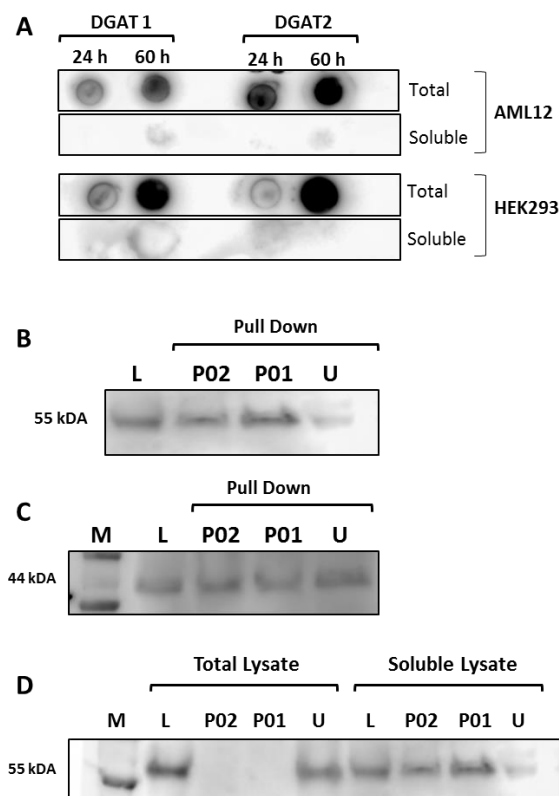 A
DGAT 1 DGAT2
24 h 60 h 24 h 60 h
Total
AML12
Soluble
Total
HEK293
Soluble
B
Pull Down
L P02 P01 U
55 kDA
C
Pull Down
M L P02 P01 U
44 kDA
D
Total Lysate Soluble Lysate
M L P02 P01 U L P02 P01 U
55 kDa